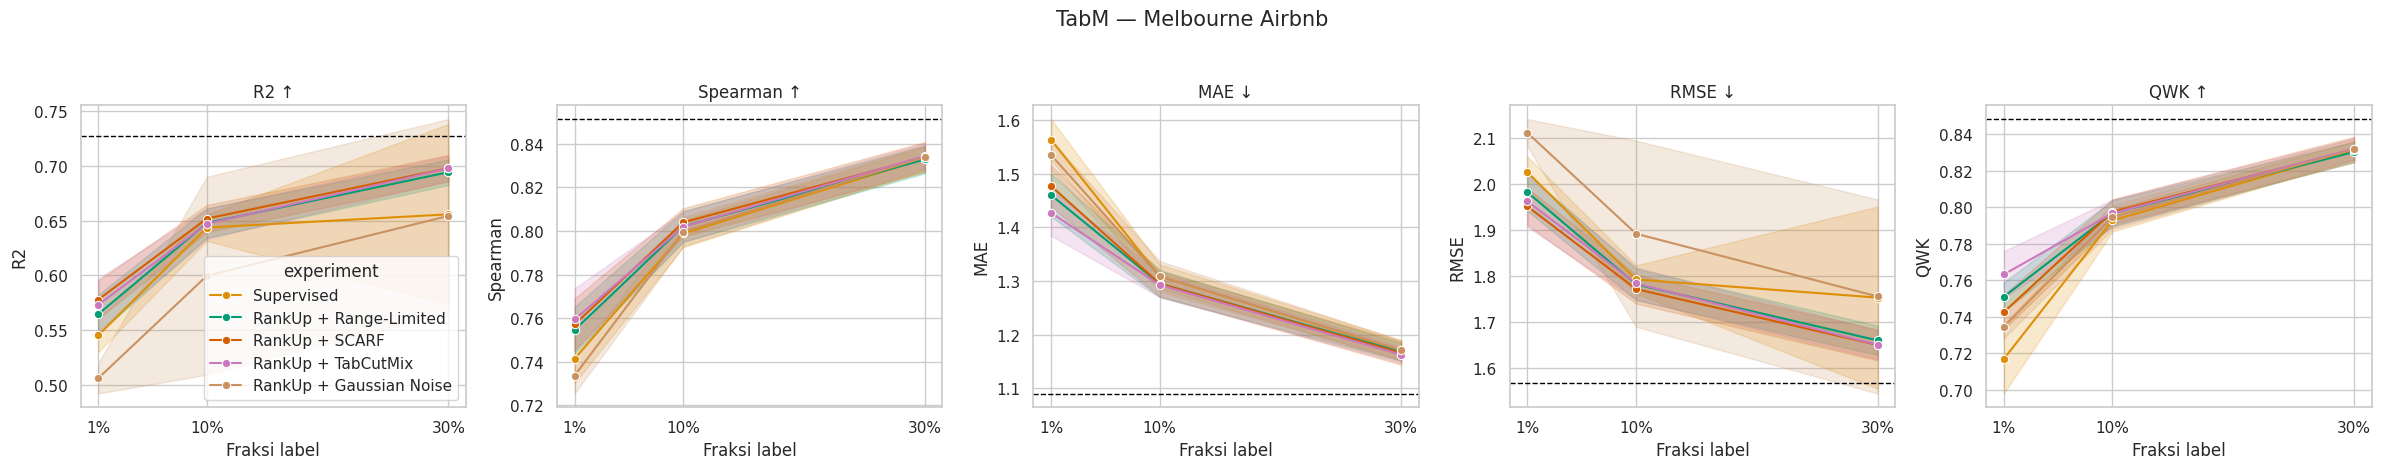 TabM — Melbourne Airbnb
R2 ↑
0.75
0.70
0.65
0.60
0.55
0.50
R2
1%
10%
30%
Fraksi label
experiment
Supervised
RankUp + Range-Limited
RankUp + SCARF
RankUp + TabCutMix
RankUp + Gaussian Noise
Spearman ↑
0.84
0.82
0.80
0.78
0.76
0.74
0.72
Spearman
1%
10%
30%
Fraksi label
MAE ↓
1.6
1.5
1.4
1.3
1.2
1.1
MAE
1%
10%
30%
Fraksi label
RMSE ↓
2.1
2.0
1.9
1.8
1.7
1.6
RMSE
1%
10%
30%
Fraksi label
QWK ↑
0.84
0.82
0.80
0.78
0.76
0.74
0.72
0.70
QWK
1%
10%
30%
Fraksi label